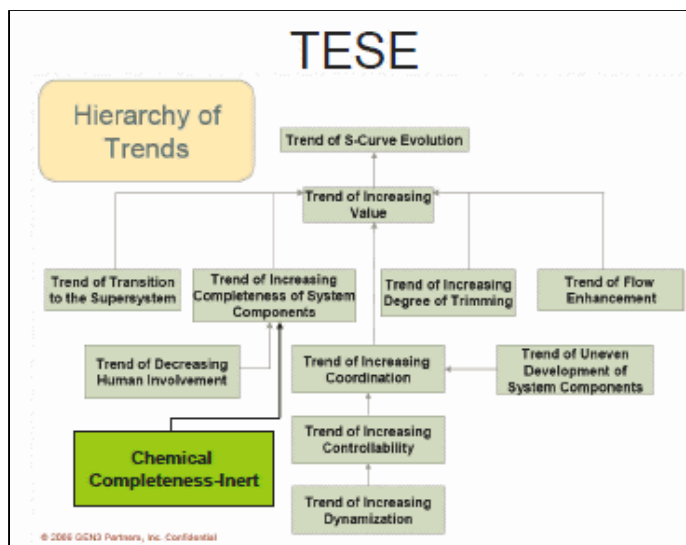 TESE
Hierarchy of
Trends
Trend of S-Curve Evolution
Trend of Increasing
Value
Trend of Transition
to the Supersystem
Trend of Increasing
Completeness of System
Components
Trend of Increasing
Degree of Trimming
Trend of Flow
Enhancement
Trend of Decreasing
Human Involvement
Trend of Increasing
Coordination
Trend of Uneven
Development of
System Components
Chemical
Completeness-Inert
Trend of Increasing
Controllability
Trend of Increasing
Dynamization
© 2006 GEN3 Partners, Inc. Confidential